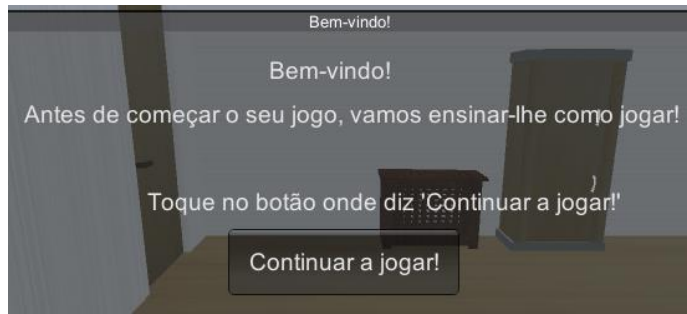 Bem-vindo!
Bem-vindo!
Antes de começar o seu jogo, vamos ensinar-lhe como jogar!
Toque no botão onde diz 'Continuar a jogar!'
Continuar a jogar!